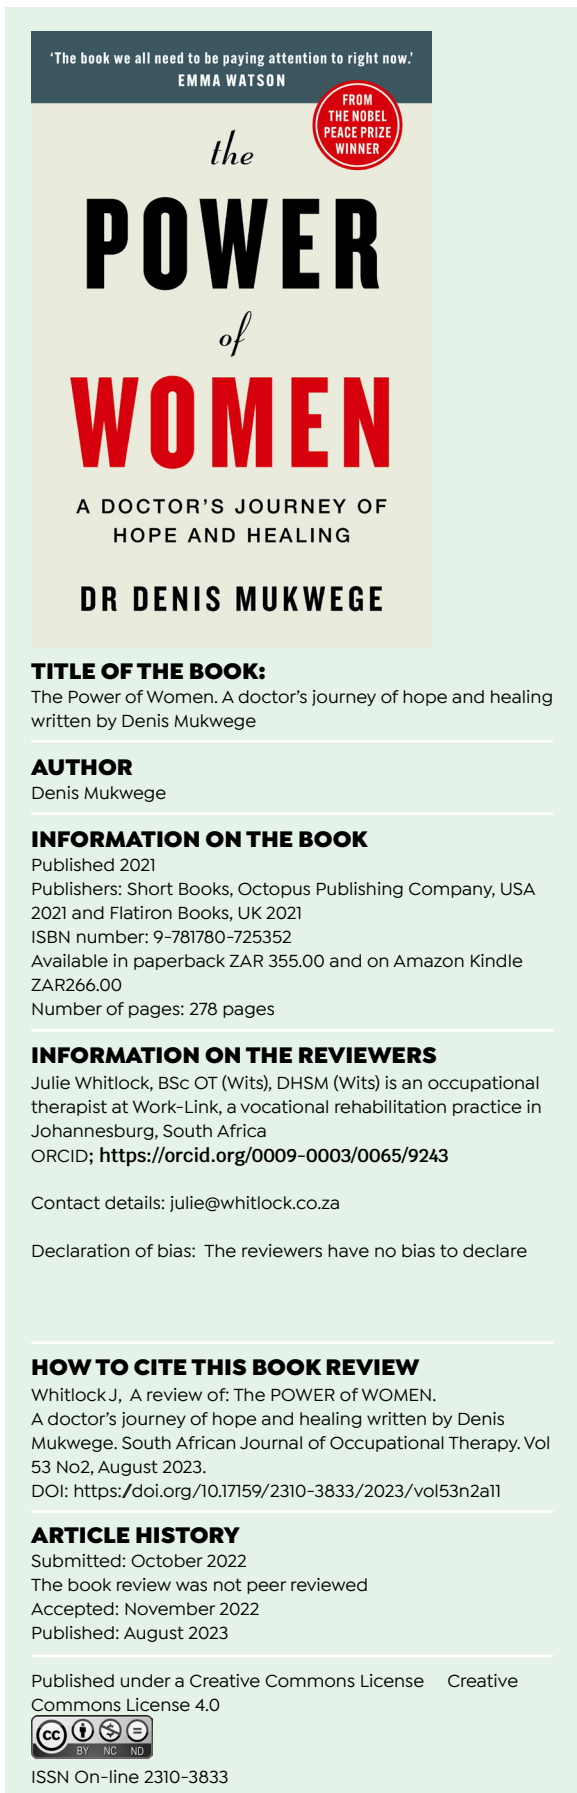 ‘The book we all need to be paying attention to right now.’
EMMA WATSON
FROM
THE NOBEL
PEACE PRIZE
WINNER
the
POWER
of
WOMEN
A DOCTOR’S JOURNEY OF
HOPE AND HEALING
DR DENIS MUKWEGE
TITLE OF THE BOOK:
The Power of Women. A doctor’s journey of hope and healing
written by Denis Mukwege
AUTHOR
Denis Mukwege
INFORMATION ON THE BOOK
Published 2021
Publishers: Short Books, Octopus Publishing Company, USA
2021 and Flatiron Books, UK 2021
ISBN number: 9-781780-725352
Available in paperback ZAR 355.00 and on Amazon Kindle
ZAR266.00
Number of pages: 278 pages
INFORMATION ON THE REVIEWERS
Julie Whitlock, BSc OT (Wits), DHSM (Wits) is an occupational
therapist at Work-Link, a vocational rehabilitation practice in
Johannesburg, South Africa
ORCID; https://orcid.org/0009-0003/0065/9243
Contact details: julie@whitlock.co.za
Declaration of bias: The reviewers have no bias to declare
HOW TO CITE THIS BOOK REVIEW
Whitlock J, A review of: The POWER of WOMEN.
A doctor’s journey of hope and healing written by Denis
Mukwege. South African Journal of Occupational Therapy. Vol
53 No2, August 2023.
DOI: https://doi.org/10.17159/2310-3833/2023/vol53n2a11
ARTICLE HISTORY
Submitted: October 2022
The book review was not peer reviewed
Accepted: November 2022
Published: August 2023
Published under a Creative Commons License Creative
Commons License 4.0
cc BY NC ND
ISSN On-line 2310-3833